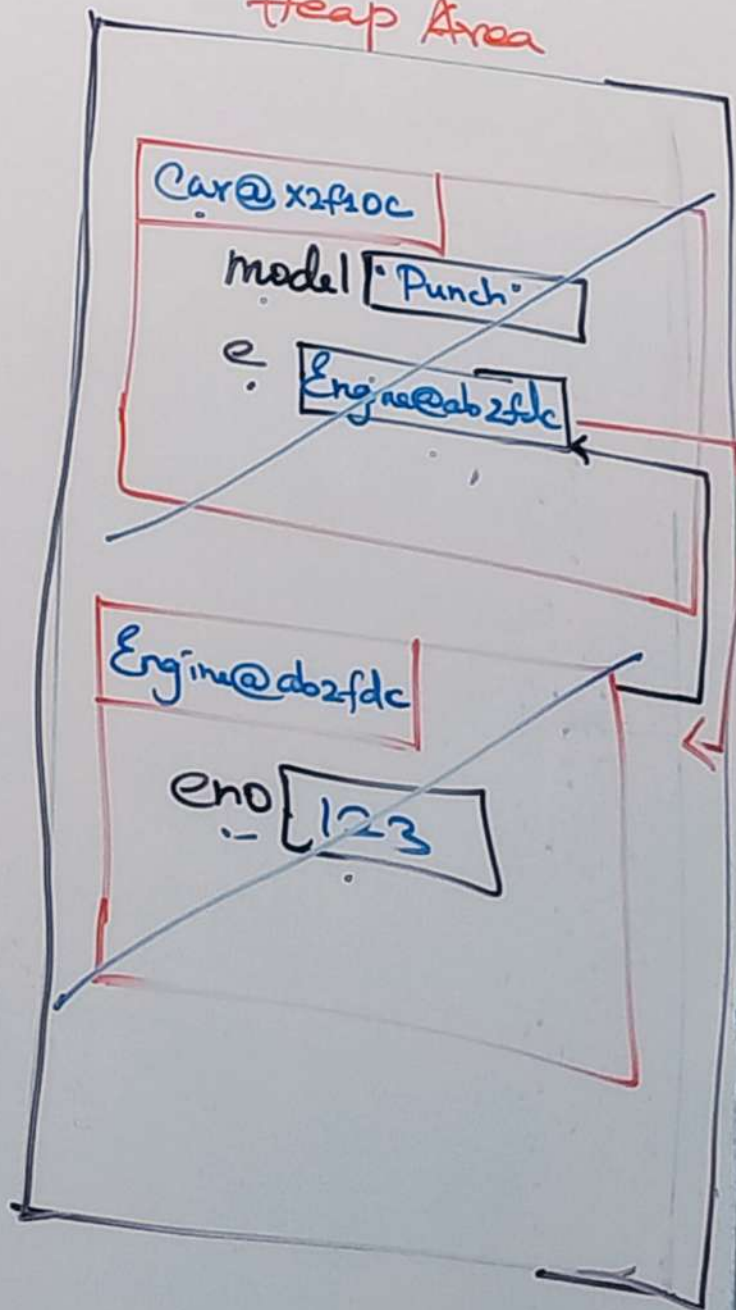 Heap Area
Car@x2f10c
model "Punch"
e Engine@ab2fdc
Engine@ab2fdc
eno 123